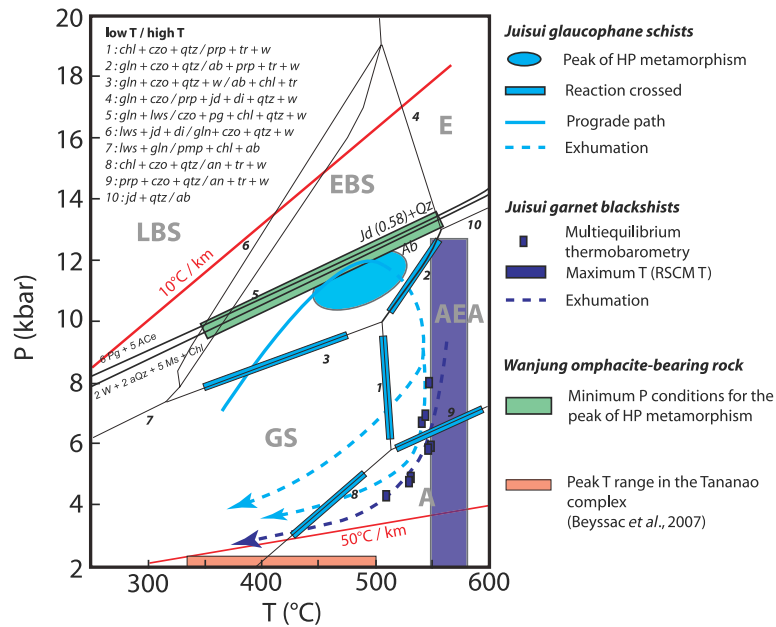 low T / high T
1 : chl + czo + qtz / prp + tr + w
2 : gln + czo + qtz / ab + prp + tr + w
3 : gln + czo + qtz + w / ab + chl + tr
4 : gln + czo / prp + jd + di + qtz + w
5 : gln + lws / czo + pg + chl + qtz + w
6 : lws + jd + di / gln+ czo + qtz + w
7 : lws + gln / pmp + chl + ab
8 : chl + czo + qtz / an + tr + w
9 : prp + czo + qtz / an + tr + w
10 : jd + qtz / ab
20
18
16
14
12
10
8
6
4
2
P (kbar)
300
400
500
600
T (°C)
LBS
EBS
E
AEA
GS
A
10°C / km
50°C / km
Jd (0.58)+Qz
Ab
6 Pg + 5 ACe
2 W + 2 aQz + 5 Ms + Chl
1
2
3
4
5
6
7
8
9
10
Juisui glaucophane schists
Peak of HP metamorphism
Reaction crossed
Prograde path
Exhumation
Juisui garnet blackshists
Multiequilibrium
thermobarometry
Maximum T (RSCM T)
Exhumation
Wanjung omphacite-bearing rock
Minimum P conditions for the
peak of HP metamorphism
Peak T range in the Tananao
complex
(Beyssac et al., 2007)